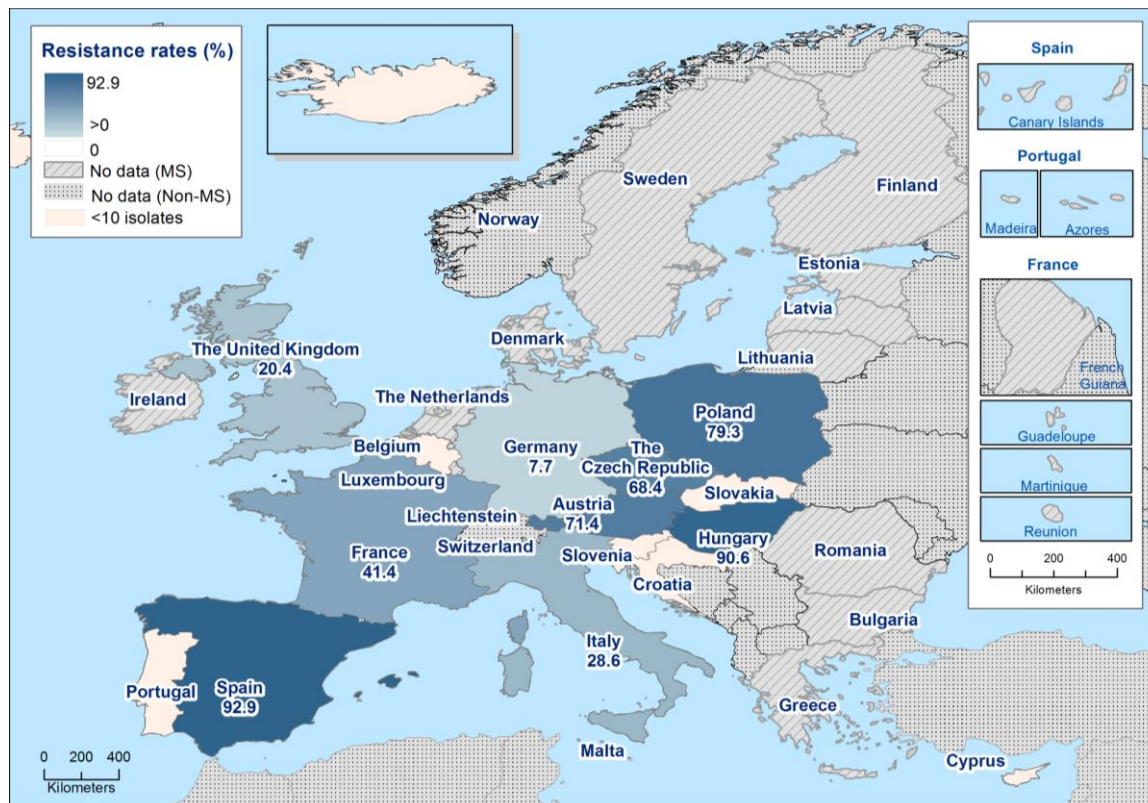 Resistance rates (%)
92.9
>0
0
No data (MS)
No data (Non-MS)
<10 isolates
Sweden
Finland
Norway
Estonia
Latvia
Denmark
Lithuania
The United Kingdom
20.4
Ireland
The Netherlands
Poland
79.3
Belgium
Germany
7.7
The
Czech Republic
68.4
Luxembourg
Slovakia
Austria
71.4
Liechtenstein
Switzerland
Hungary
90.6
Slovenia
Romania
France
41.4
Croatia
Bulgaria
Italy
28.6
Portugal
Spain
92.9
Greece
Malta
Cyprus
0 200 400
Kilometers
Spain
Canary Islands
Portugal
Madeira
Azores
France
French
Guiana
Guadeloupe
Martinique
Reunion
0 200 400
Kilometers